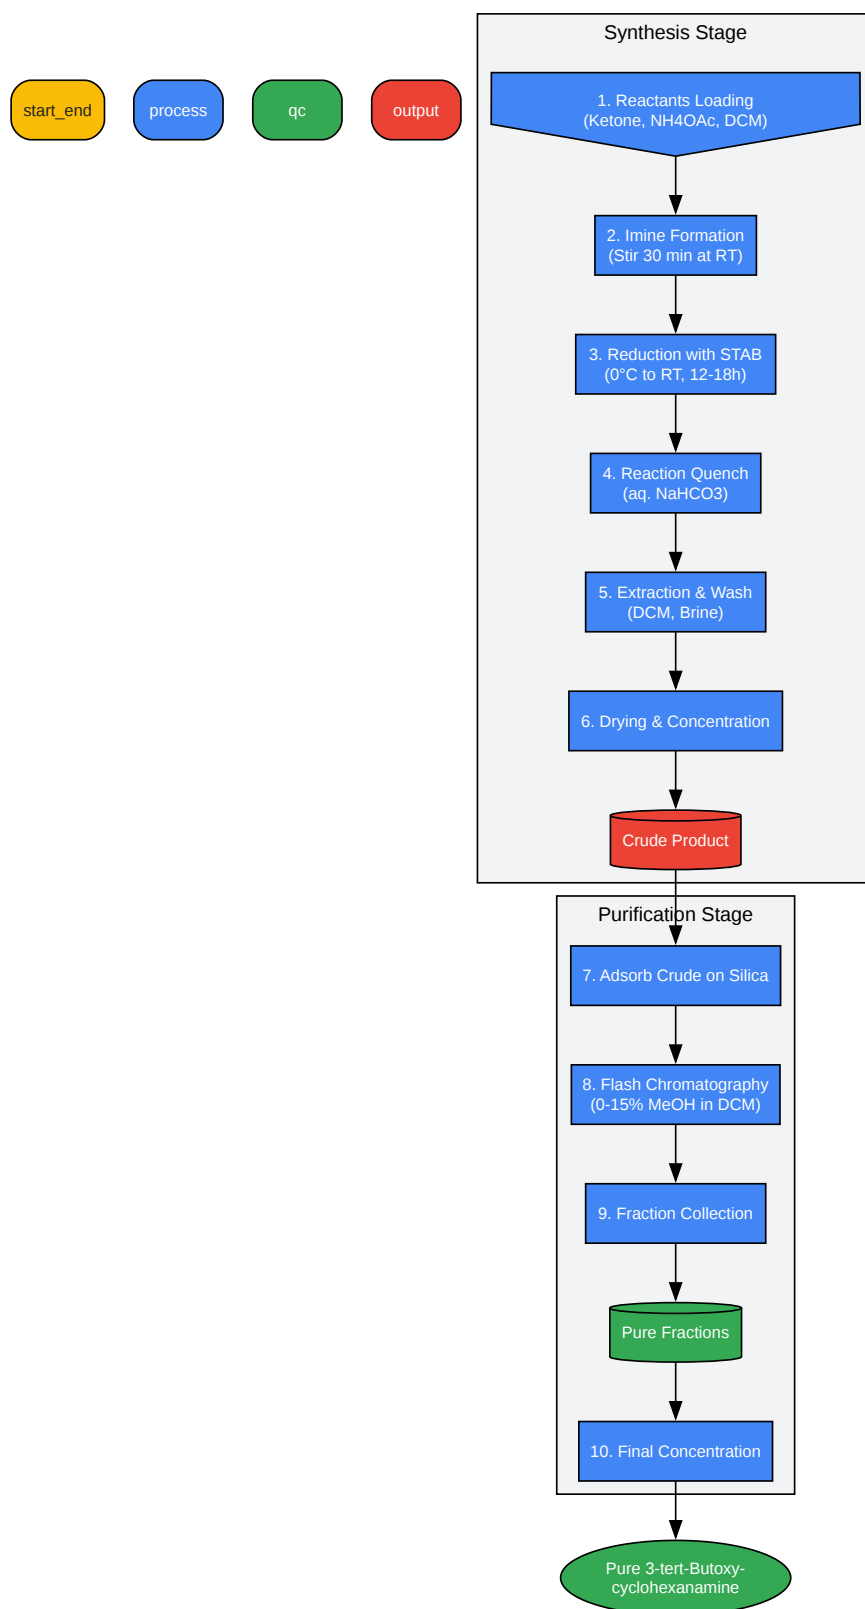 Synthesis Stage
start_end
process
qc
output
1. Reactants Loading
(Ketone, NH4OAc, DCM)
2. Imine Formation
(Stir 30 min at RT)
3. Reduction with STAB
(0°C to RT, 12-18h)
4. Reaction Quench
(aq. NaHCO3)
5. Extraction & Wash
(DCM, Brine)
6. Drying & Concentration
Crude Product
Purification Stage
7. Adsorb Crude on Silica
8. Flash Chromatography
(0-15% MeOH in DCM)
9. Fraction Collection
Pure Fractions
10. Final Concentration
Pure 3-tert-Butoxy-
cyclohexanamine